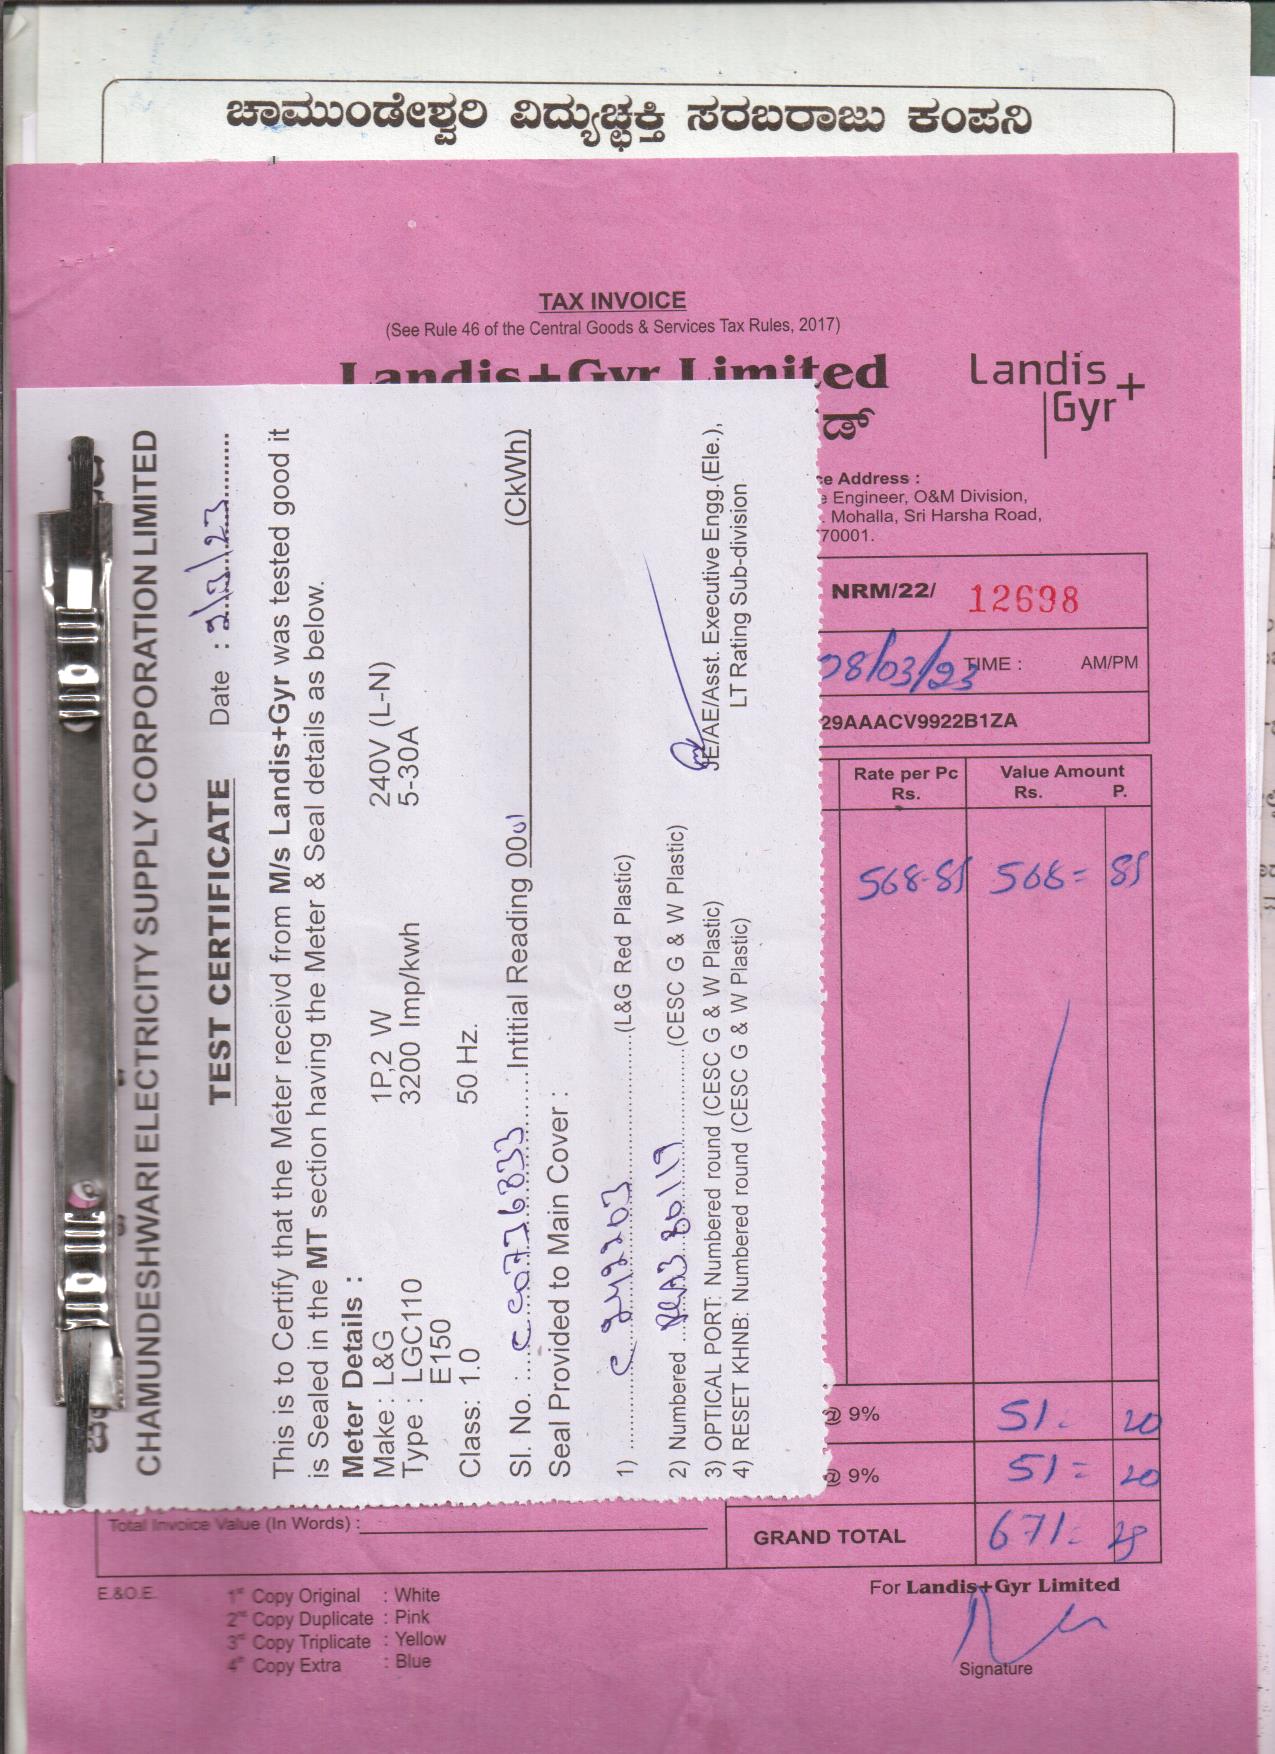 ಚಾಮುಂಡೇಶ್ವರಿ ವಿದ್ಯುಚ್ಛಕ್ತಿ ಸರಬರಾಜು ಕಂಪನಿ
TAX INVOICE
(See Rule 46 of the Central Goods & Services Tax Rules, 2017)
Landis+Gyr Limited
Landis+
Gyr
ce Address :
e Engineer, O&M Division,
. Mohalla, Sri Harsha Road,
70001.
NRM/22/ 12698
08/03/23 TIME : AM/PM
29AAACV9922B1ZA
Rate per Pc Value Amount
Rs. Rs. P.
568-85 568= 85
@ 9% 51- 20
@ 9% 51= 20
Total Invoice Value (In Words) :
GRAND TOTAL 671-25
E.&O.E.
1st Copy Original : White
2nd Copy Duplicate : Pink
3rd Copy Triplicate : Yellow
4th Copy Extra : Blue
For Landis+Gyr Limited
Signature
CHAMUNDESHWARI ELECTRICITY SUPPLY CORPORATION LIMITED
TEST CERTIFICATE Date :
This is to Certify that the Meter receivd from M/s Landis+Gyr was tested good it
is Sealed in the MT section having the Meter & Seal details as below.
Meter Details :
Make : L&G 1P,2 W 240V (L-N)
Type : LGC110 3200 Imp/kwh 5-30A
E150
Class: 1.0 50 Hz.
Sl. No. : Intitial Reading 0001 (CkWh)
Seal Provided to Main Cover :
1) C 242203 (L&G Red Plastic)
2) Numbered (CESC G & W Plastic)
3) OPTICAL PORT: Numbered round (CESC G & W Plastic)
4) RESET KHNB: Numbered round (CESC G & W Plastic)
JE/AE/Asst. Executive Engg.(Ele.),
LT Rating Sub-division